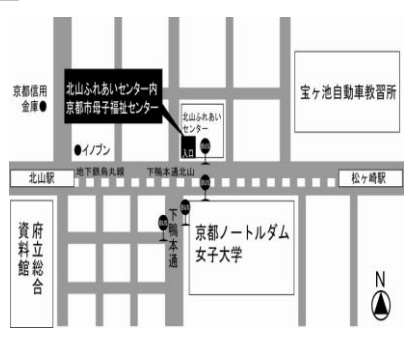 京都信用
金庫●
北山ふれあいセンター内
京都市母子福祉センター
宝ヶ池自動車教習所
北山ふれあい
センター
入口
BUS
●イノブン
地下鉄烏丸線
下鴨本通北山
北山駅
BUS
松ヶ崎駅
BUS
BUS
下鴨本通
府立総合
資料館
京都ノートルダム
女子大学
N